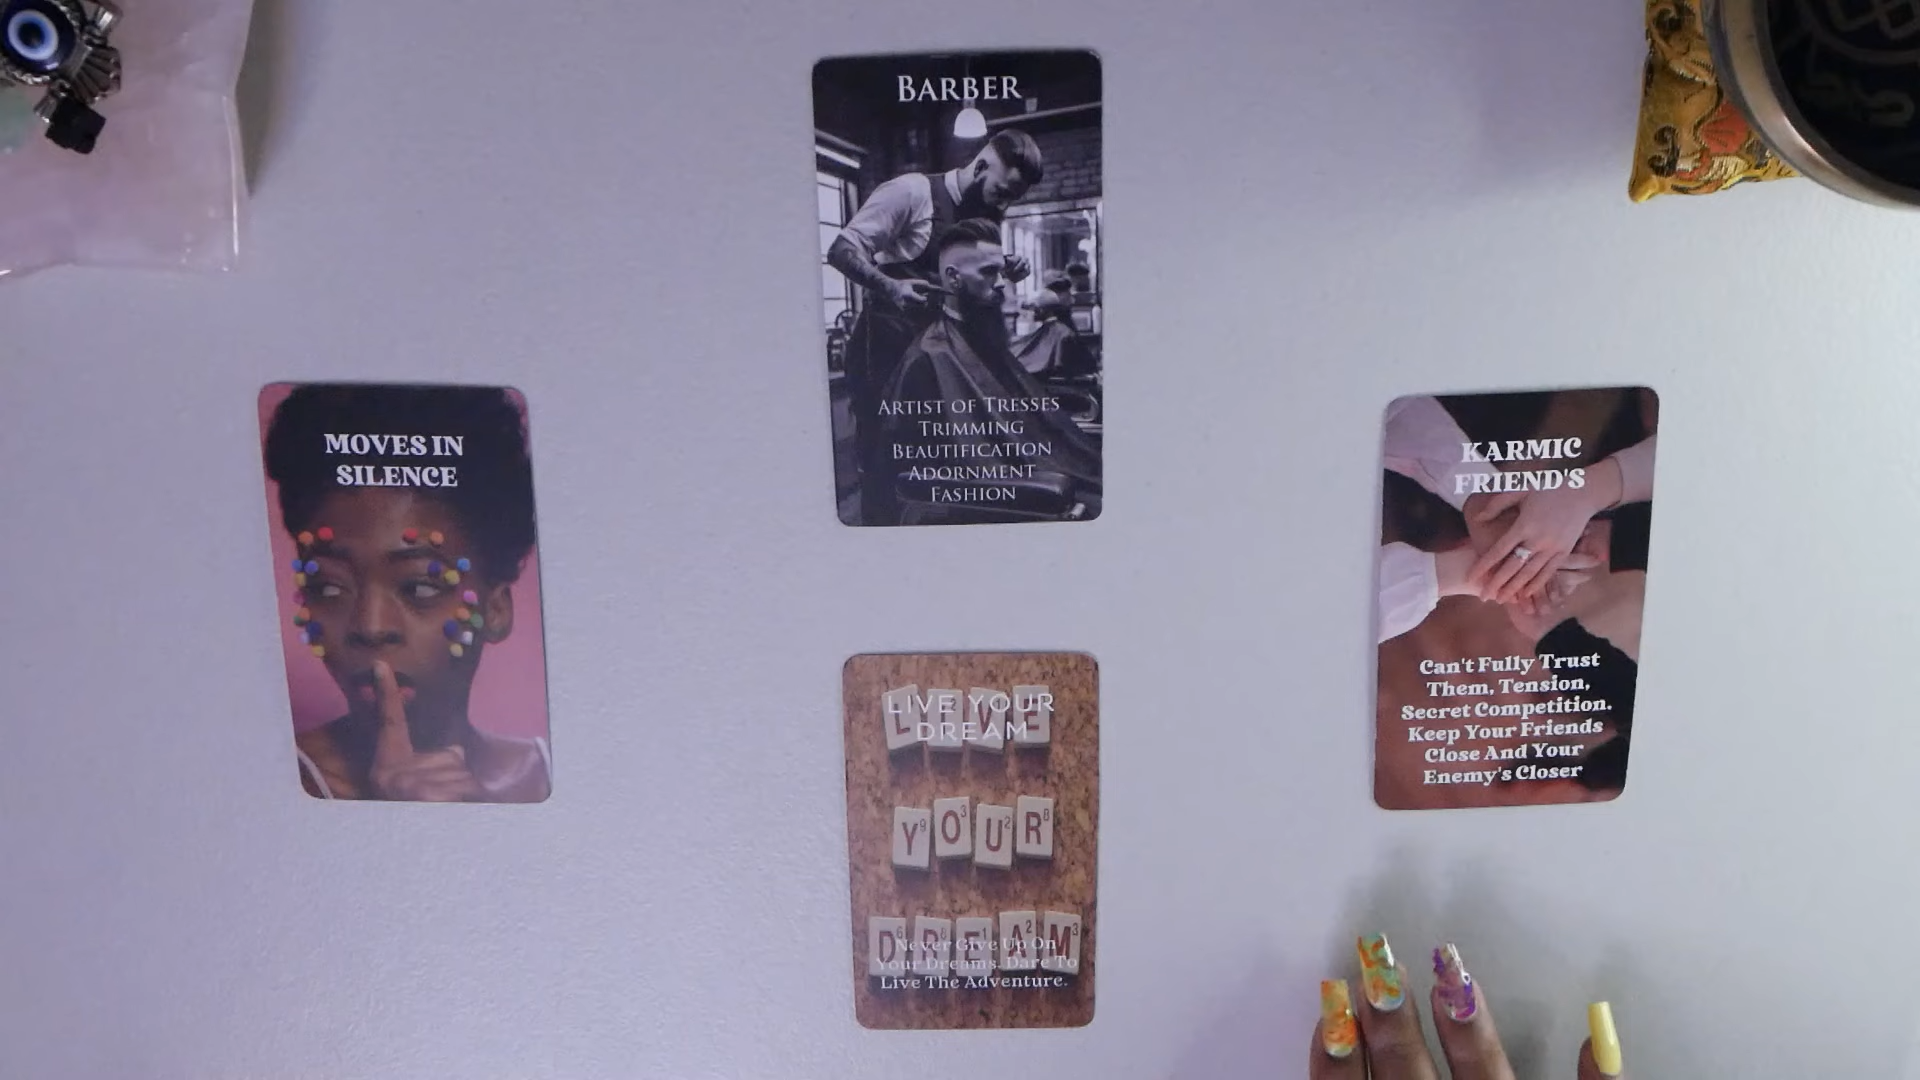 BARBER
ARTIST OF TRESSES
TRIMMING
BEAUTIFICATION
ADORNMENT
FASHION
MOVES IN
SILENCE
KARMIC
FRIEND'S
Can't Fully Trust
Them, Tension,
Secret Competition.
Keep Your Friends
Close And Your
Enemy's Closer
LIVE YOUR
DREAM
LIVE
YOUR
DREAM
Never Give Up On
Your Dreams. Dare To
Live The Adventure.